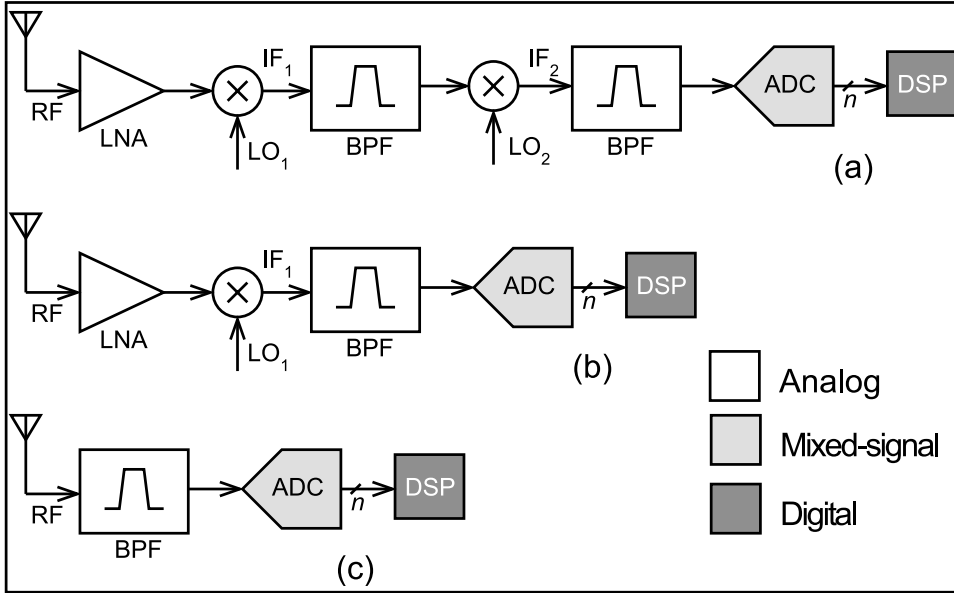 IF₁ IF₂
ADC DSP
RF n
LNA BPF BPF
LO₁ LO₂
(a)
IF₁
ADC DSP
RF n
LNA BPF
LO₁
(b)
Analog
Mixed-signal
ADC DSP
RF n
Digital
BPF
(c)